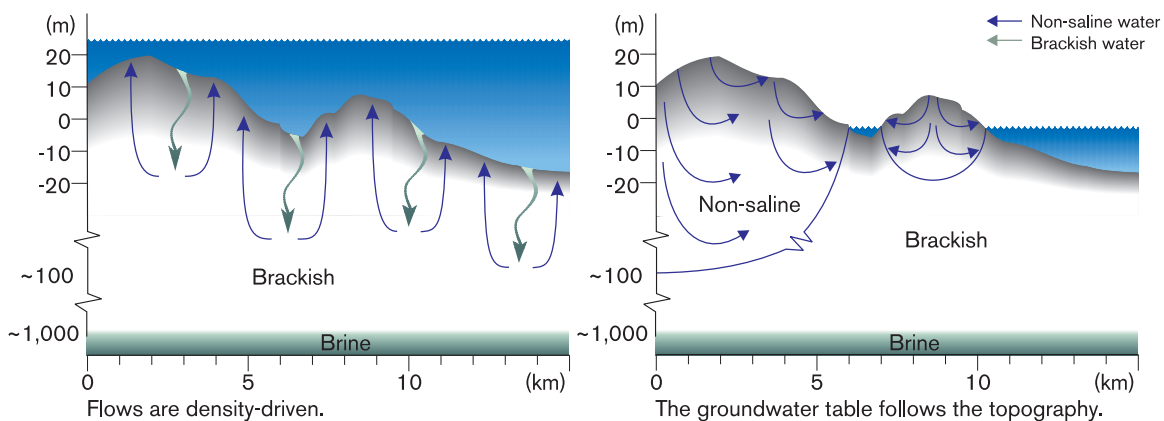 (m)
20
10
0
-10
-20
~100
~1,000
Brackish
Brine
0 5 10 (km)
Flows are density-driven.
(m)
20
10
0
-10
-20
~100
~1,000
Non-saline water
Brackish water
Non-saline
Brackish
Brine
0 5 10 (km)
The groundwater table follows the topography.